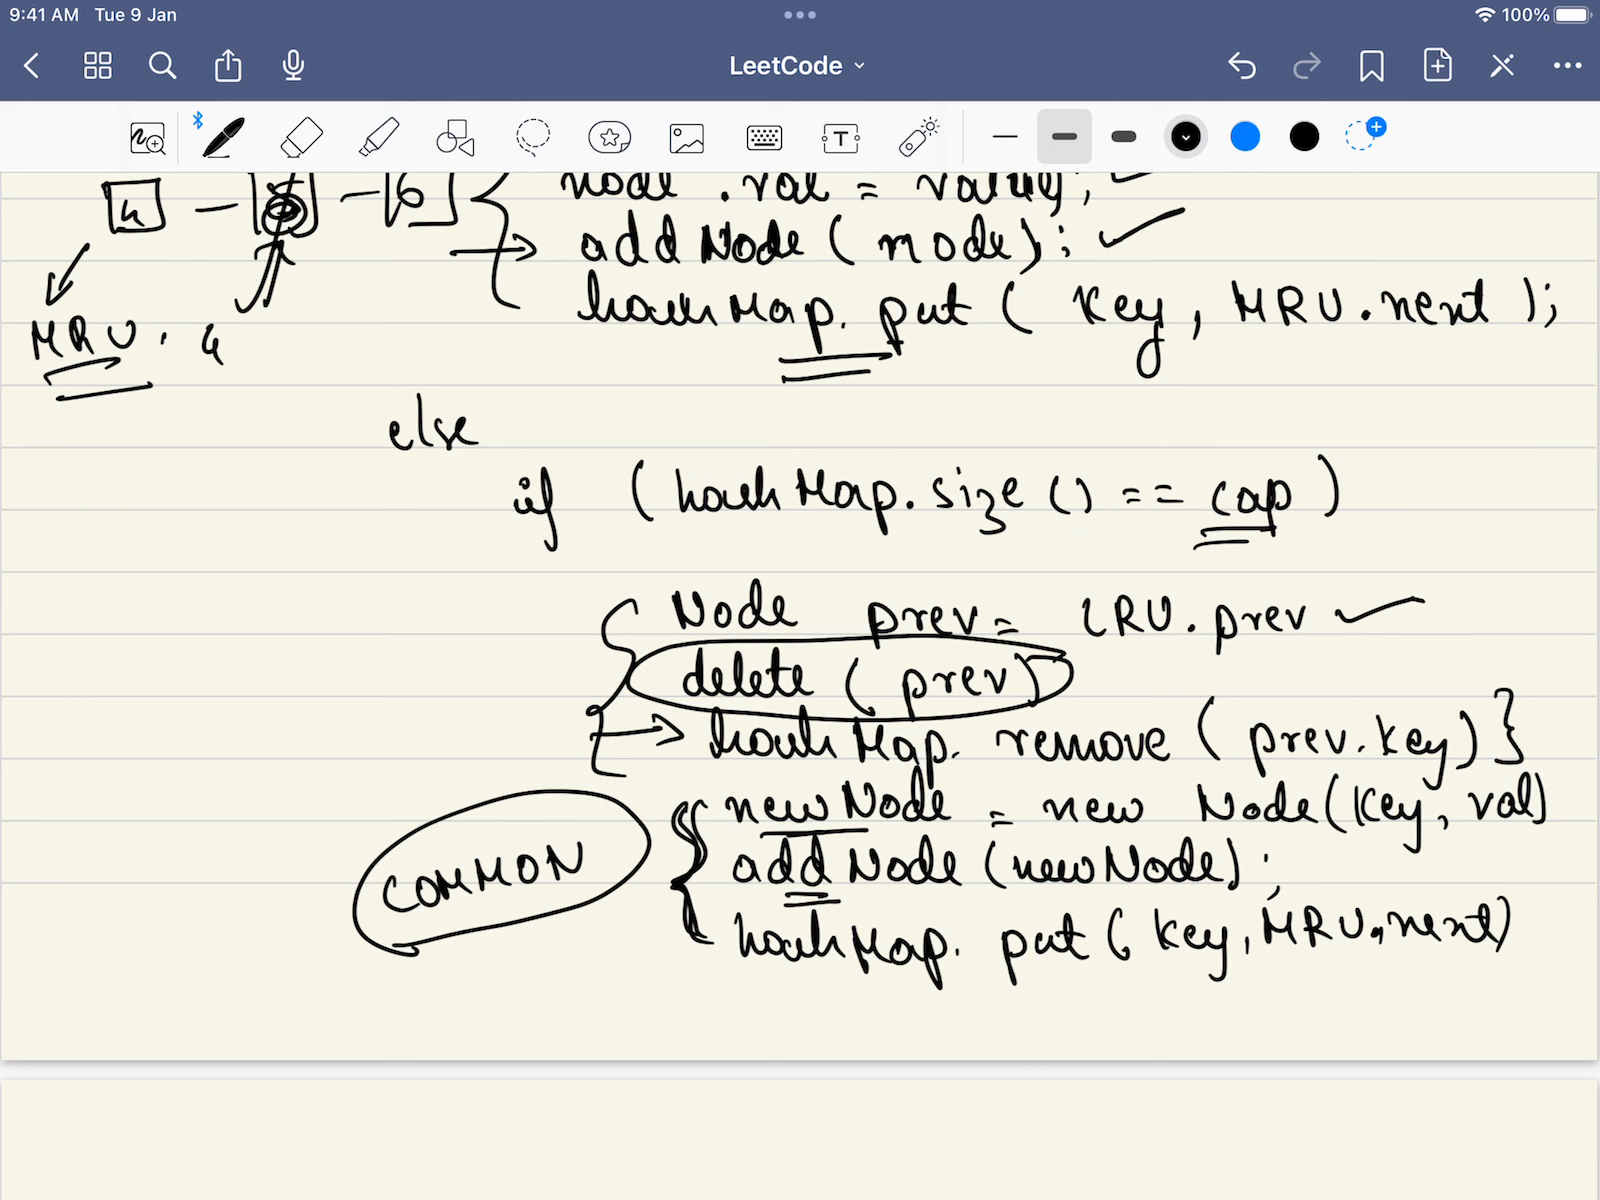 9:41 AM Tue 9 Jan
100%
LeetCode
node .val = value;
4 - - 6
addNode (node);
hashMap. put ( key, MRU.next );
MRU.
else
if (hashMap.size () == cap )
Node prev = LRU.prev
delete ( prev)
hashMap. remove ( prev.key) }
newNode = new Node(key, val)
COMMON
addNode (newNode);
hashMap. put ( key, MRU.next)